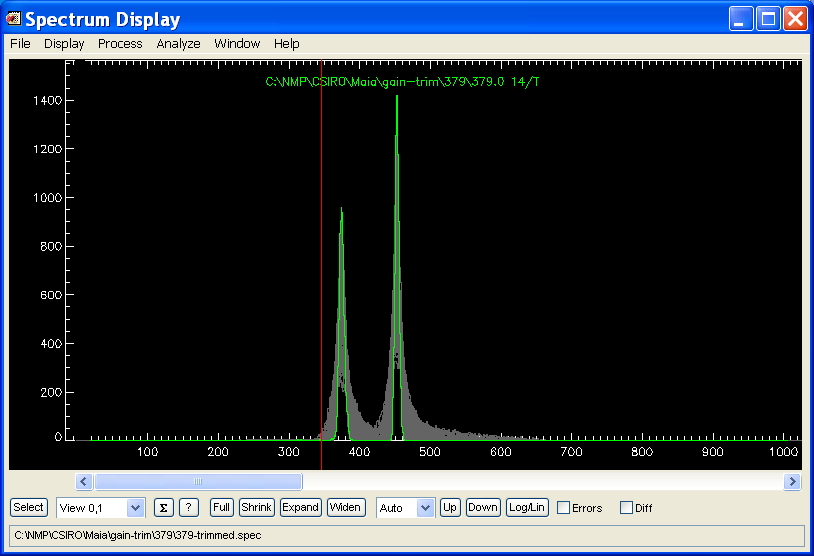 Spectrum Display
File Display Process Analyze Window Help
C:\NMP\CSIRO\Maia\gain-trim\379\379.0 14/T
1400
1200
1000
800
600
400
200
0
100 200 300 400 500 600 700 800 900 1000
Select View 0,1 Σ ? Full Shrink Expand Widen Auto Up Down Log/Lin Errors Diff
C:\NMP\CSIRO\Maia\gain-trim\379\379-trimmed.spec